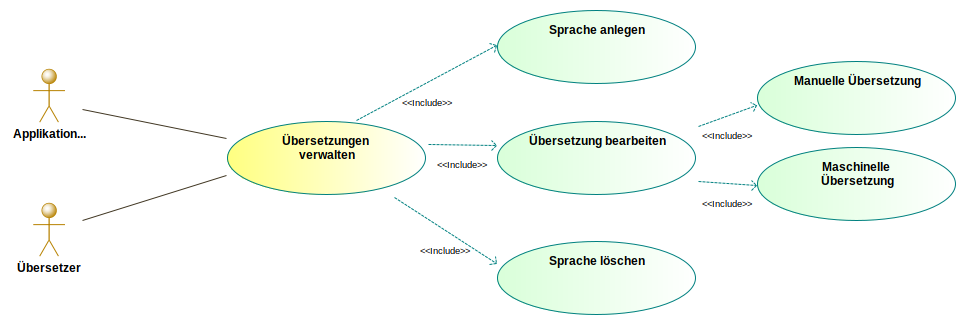 Sprache anlegen
Manuelle Übersetzung
<<Include>>
Applikation...
<<Include>>
Übersetzungen
verwalten
Übersetzung bearbeiten
<<Include>>
Maschinelle
Übersetzung
<<Include>>
Übersetzer
<<Include>>
Sprache löschen